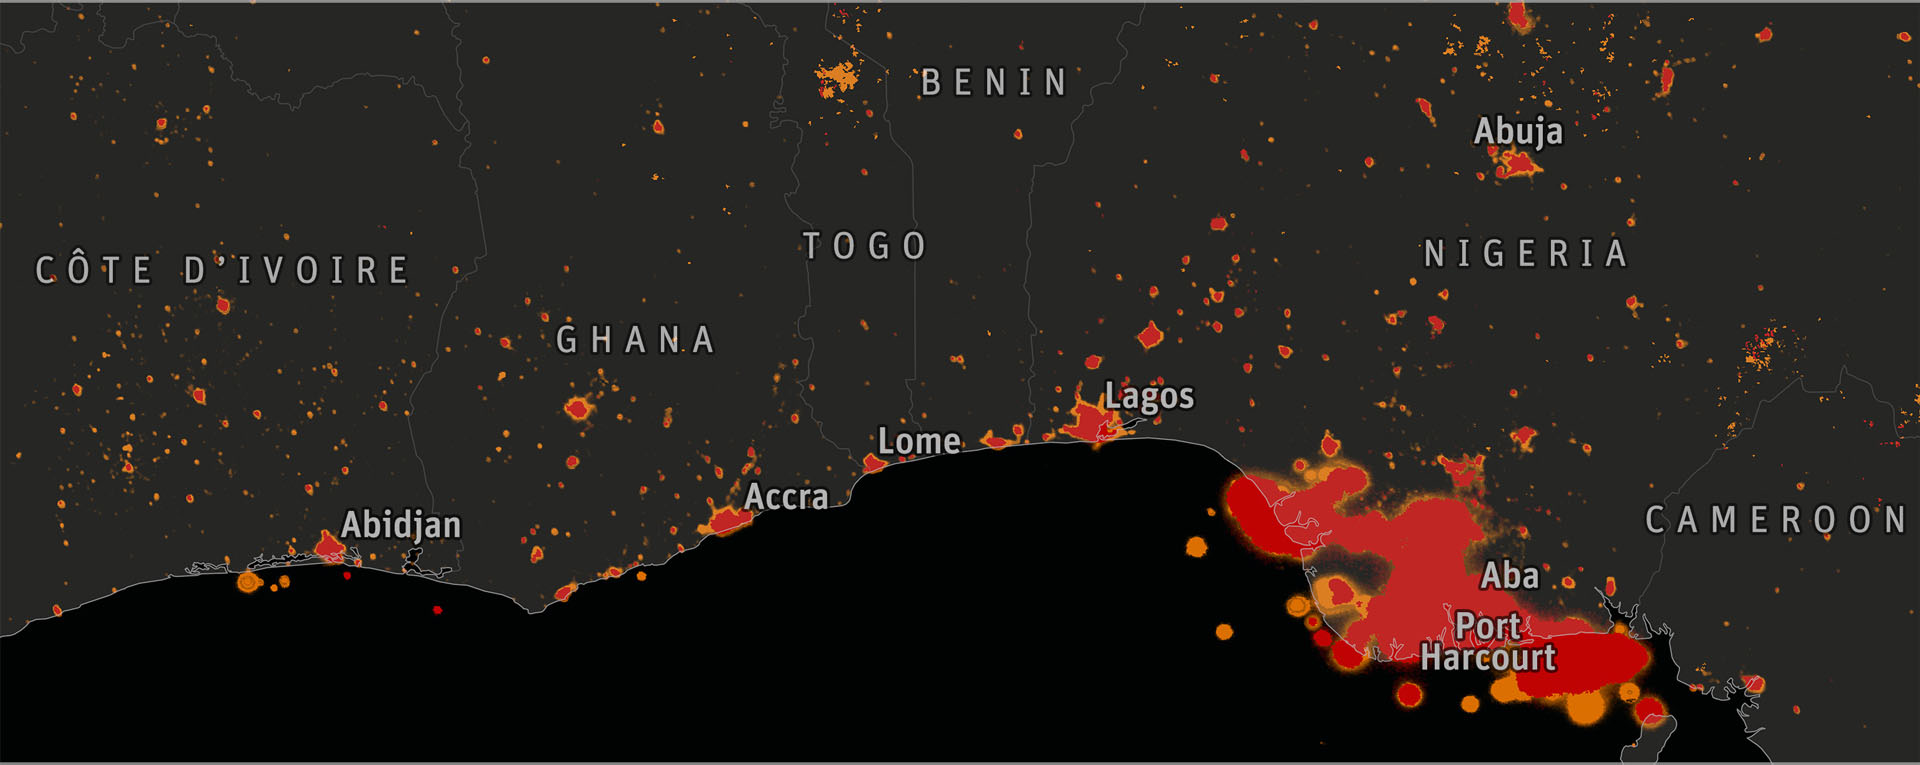 BENIN
Abuja
TOGO
NIGERIA
CÔTE D'IVOIRE
GHANA
Lagos
Lome
Accra
Abidjan
CAMEROON
Aba
Port
Harcourt